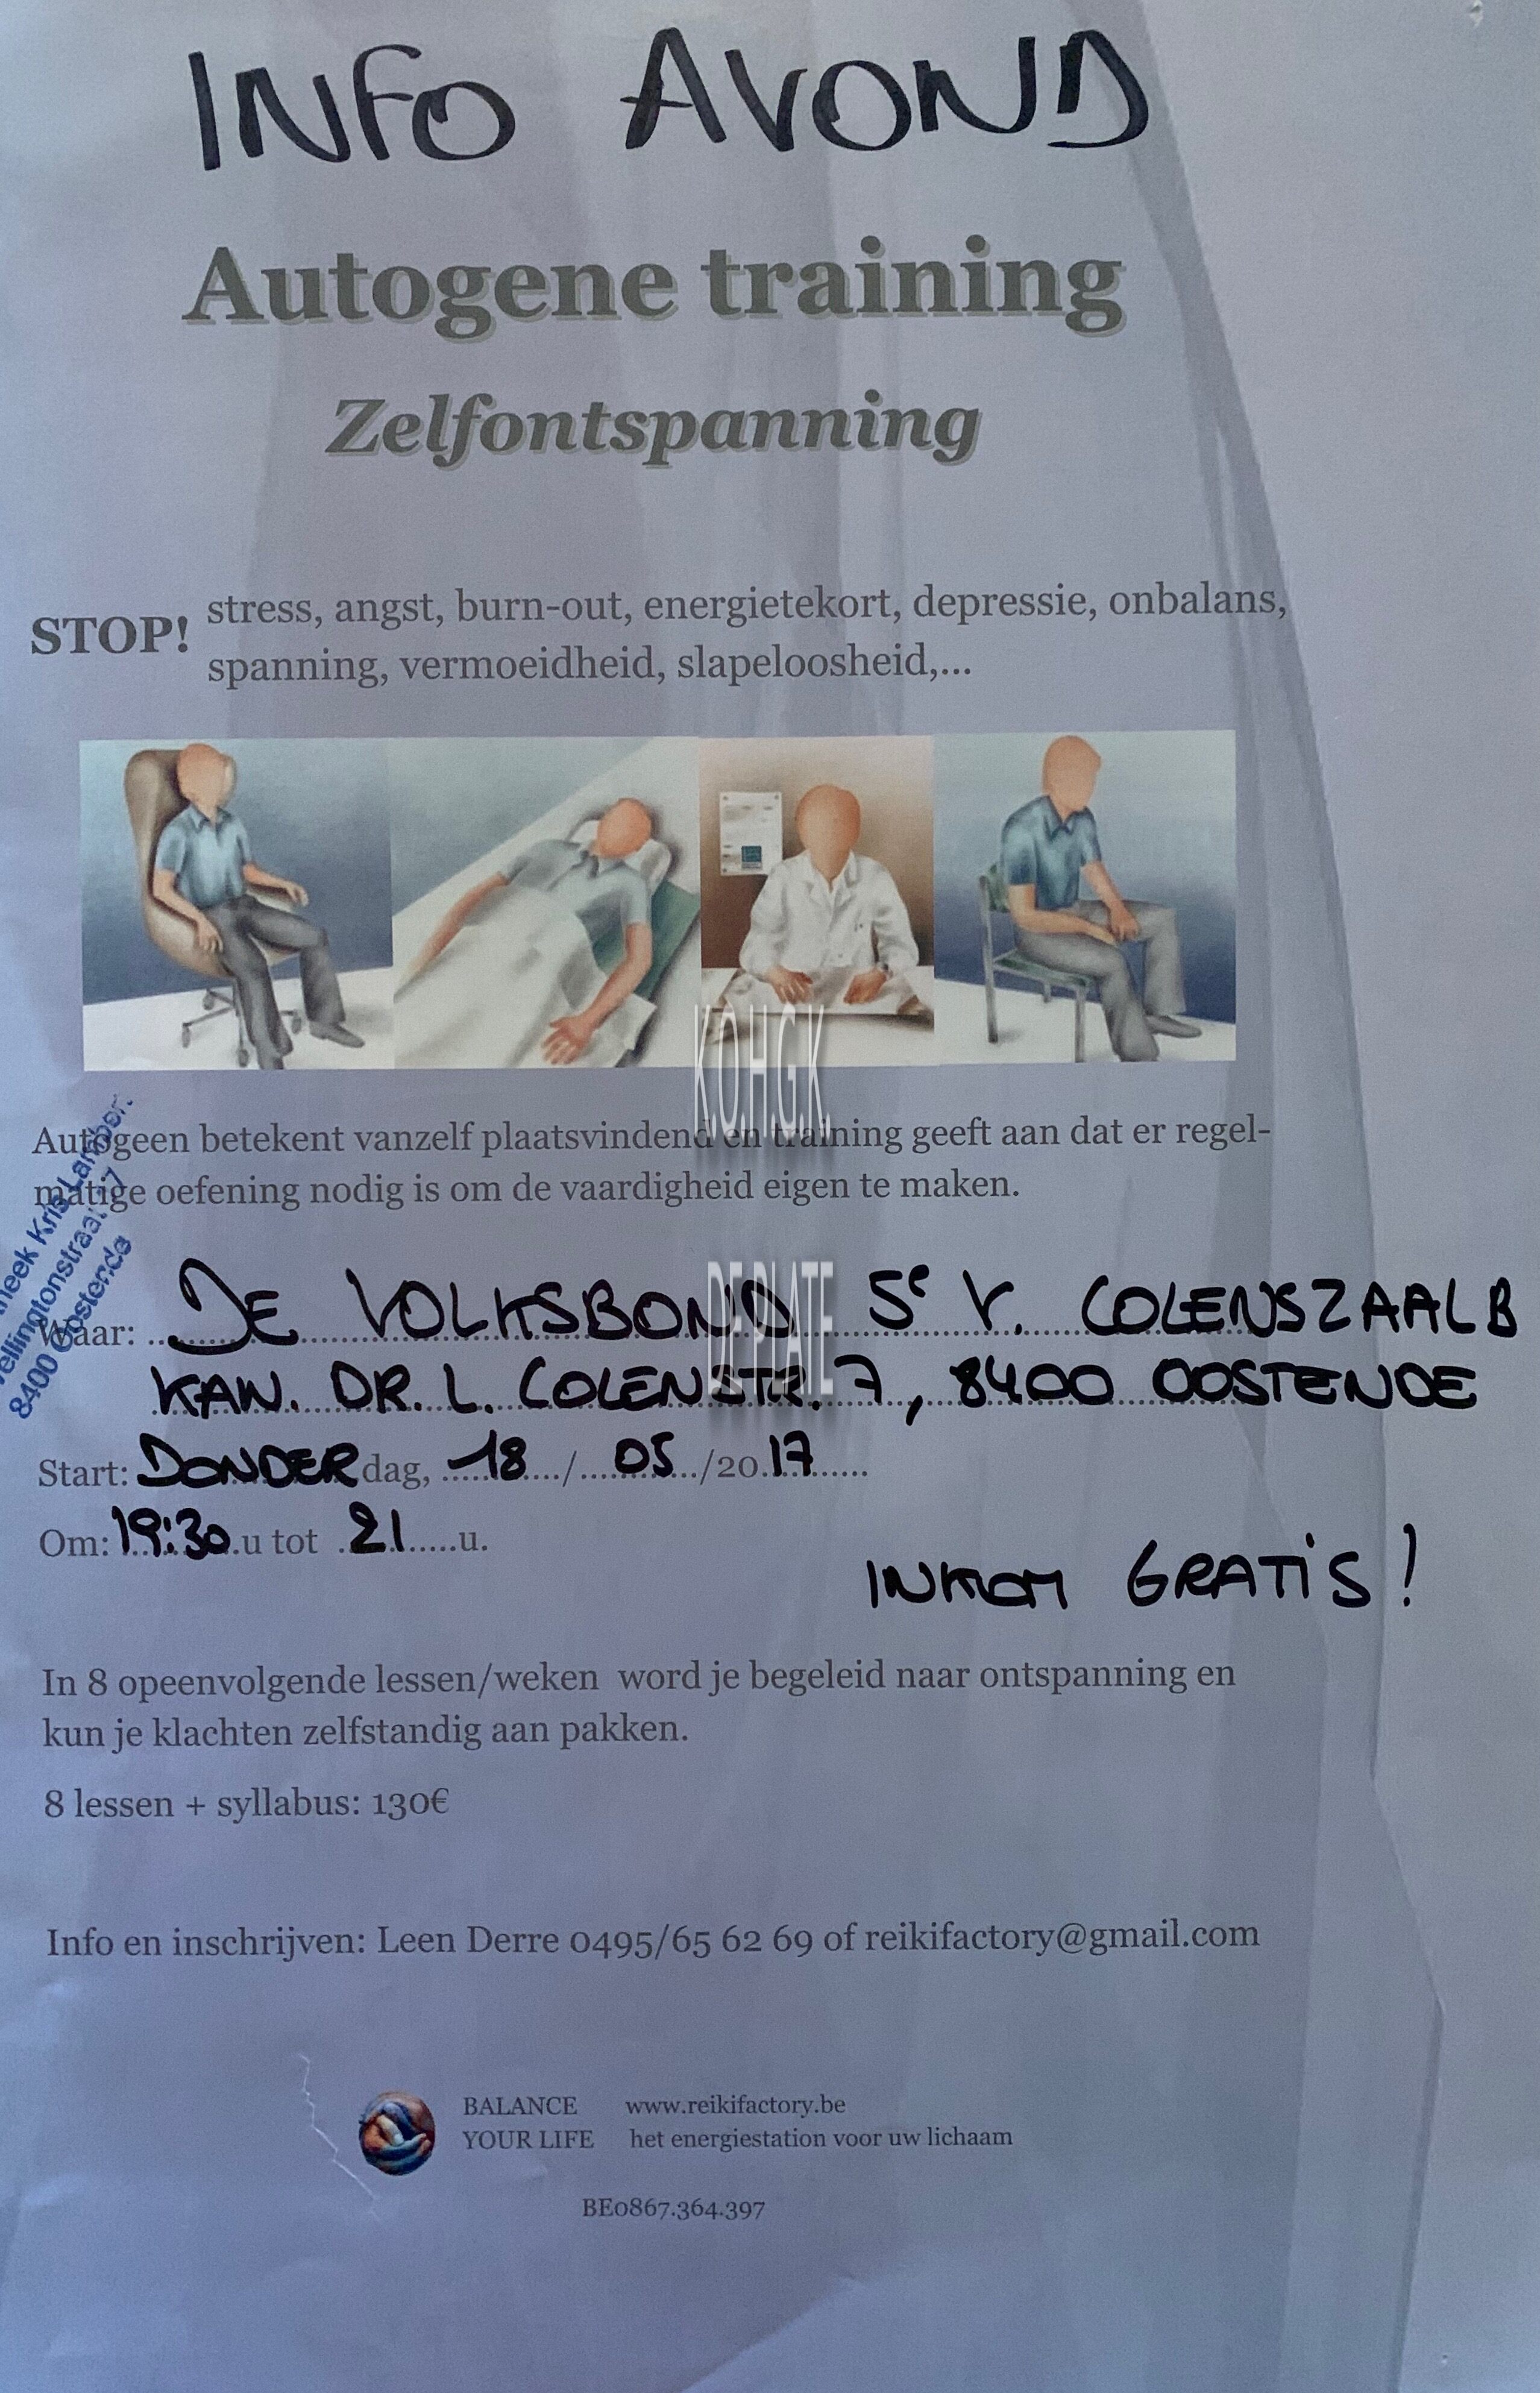 INFO AVOND
Autogene training
Zelfontspanning
STOP! stress, angst, burn-out, energietekort, depressie, onbalans,
spanning, vermoeidheid, slapeloosheid,...
K.O.H.G.K.
Autogeen betekent vanzelf plaatsvindend en training geeft aan dat er regel-
matige oefening nodig is om de vaardigheid eigen te maken.
Kris
8400 Oostende
DE PLATE
Waar: DE VOLKSBOND 5e V. COLENSZAAL B
KAN. DR. L. COLENSTR. 7, 8400 OOSTENDE
Start: DONDERdag, 18/05/2017
Om: 19:30 u tot 21 u.
INKOM GRATIS!
In 8 opeenvolgende lessen/weken word je begeleid naar ontspanning en
kun je klachten zelfstandig aan pakken.
8 lessen + syllabus: 130€
Info en inschrijven: Leen Derre 0495/65 62 69 of reikifactory@gmail.com
BALANCE www.reikifactory.be
YOUR LIFE het energiestation voor uw lichaam
BE0867.364.397